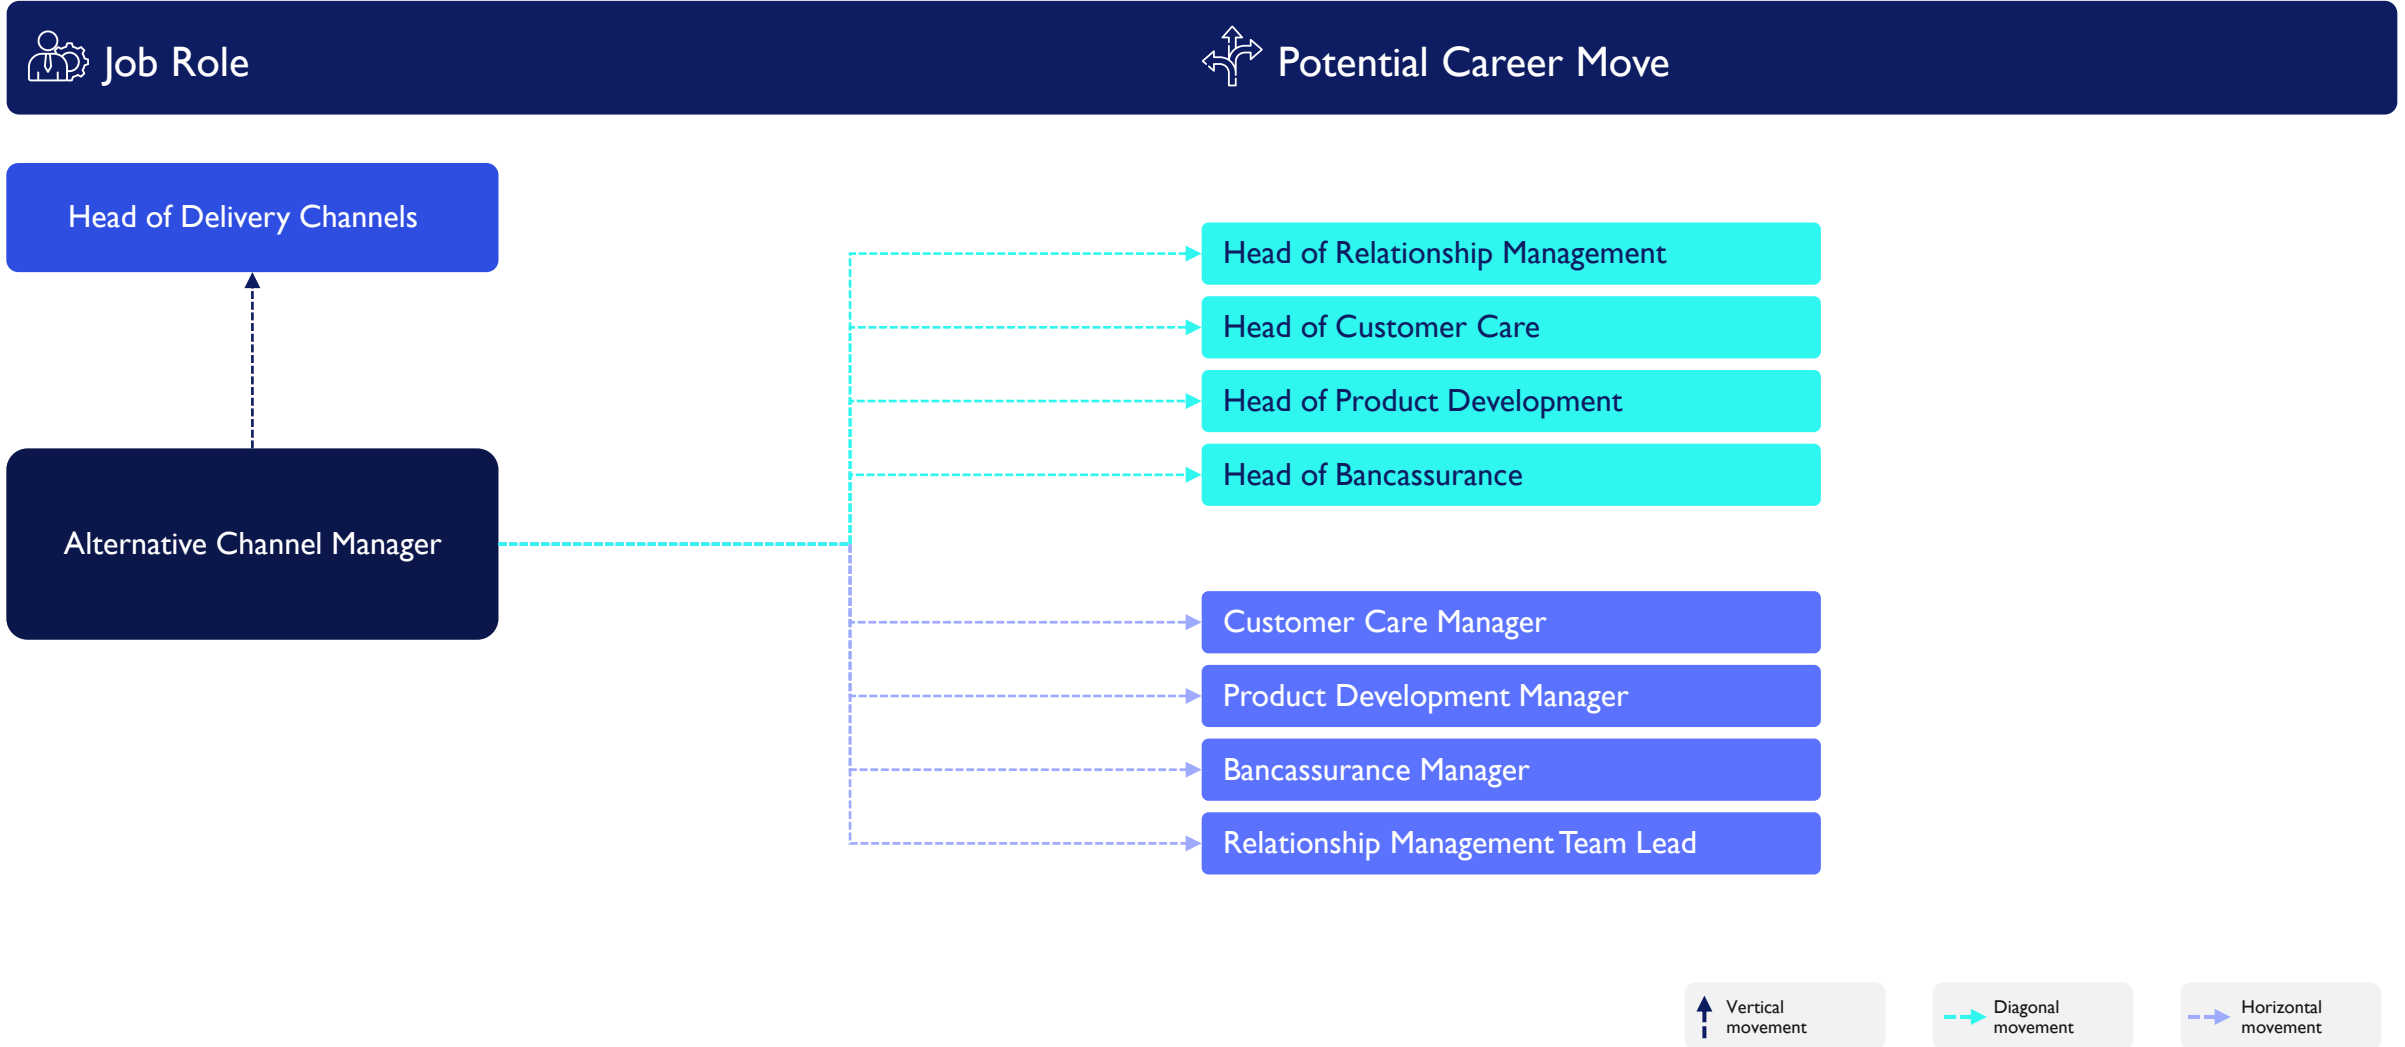 Job Role
Potential Career Move
Head of Delivery Channels
Alternative Channel Manager
Head of Relationship Management
Head of Customer Care
Head of Product Development
Head of Bancassurance
Customer Care Manager
Product Development Manager
Bancassurance Manager
Relationship Management Team Lead
Vertical
movement
Diagonal
movement
Horizontal
movement